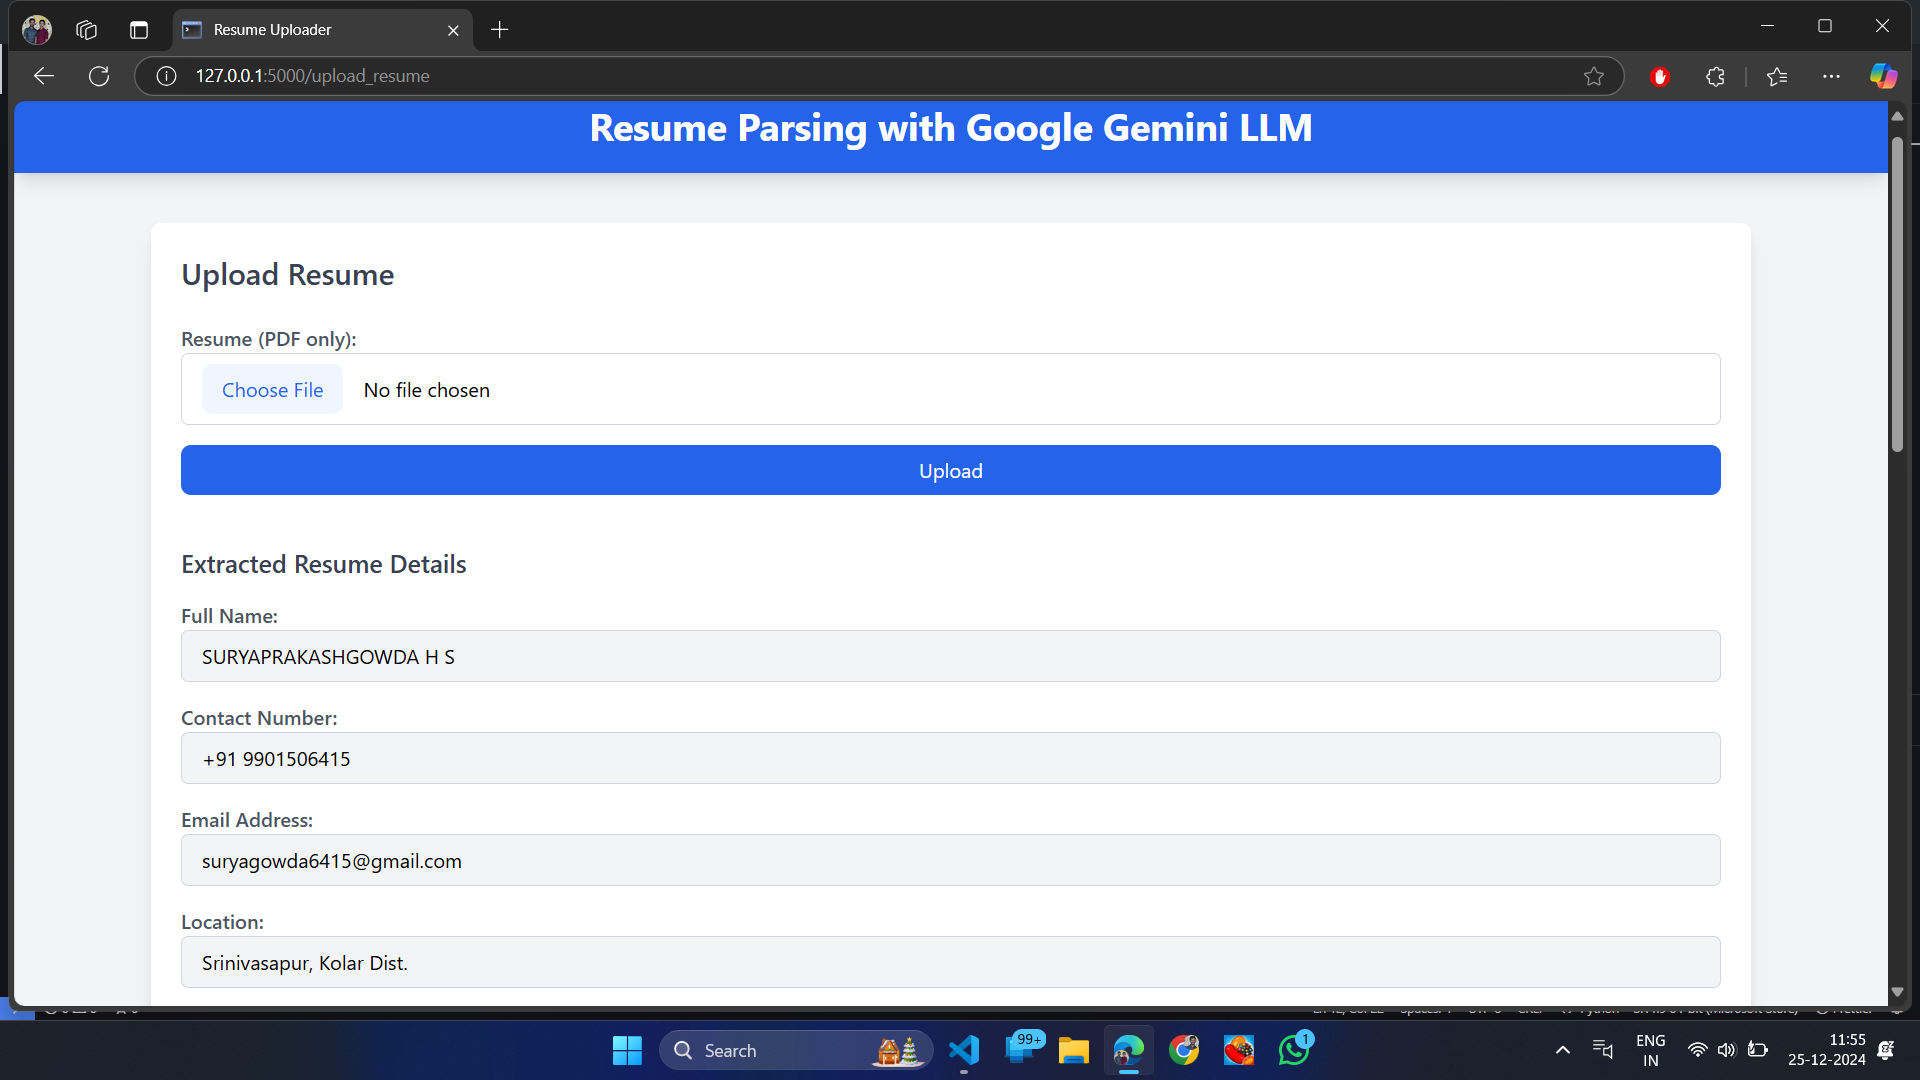 Resume Uploader
127.0.0.1:5000/upload_resume
Resume Parsing with Google Gemini LLM
Upload Resume
Resume (PDF only):
Choose File No file chosen
Upload
Extracted Resume Details
Full Name:
SURYAPRAKASHGOWDA H S
Contact Number:
+91 9901506415
Email Address:
suryagowda6415@gmail.com
Location:
Srinivasapur, Kolar Dist.
Search
99+
1
ENG
IN
11:55
25-12-2024